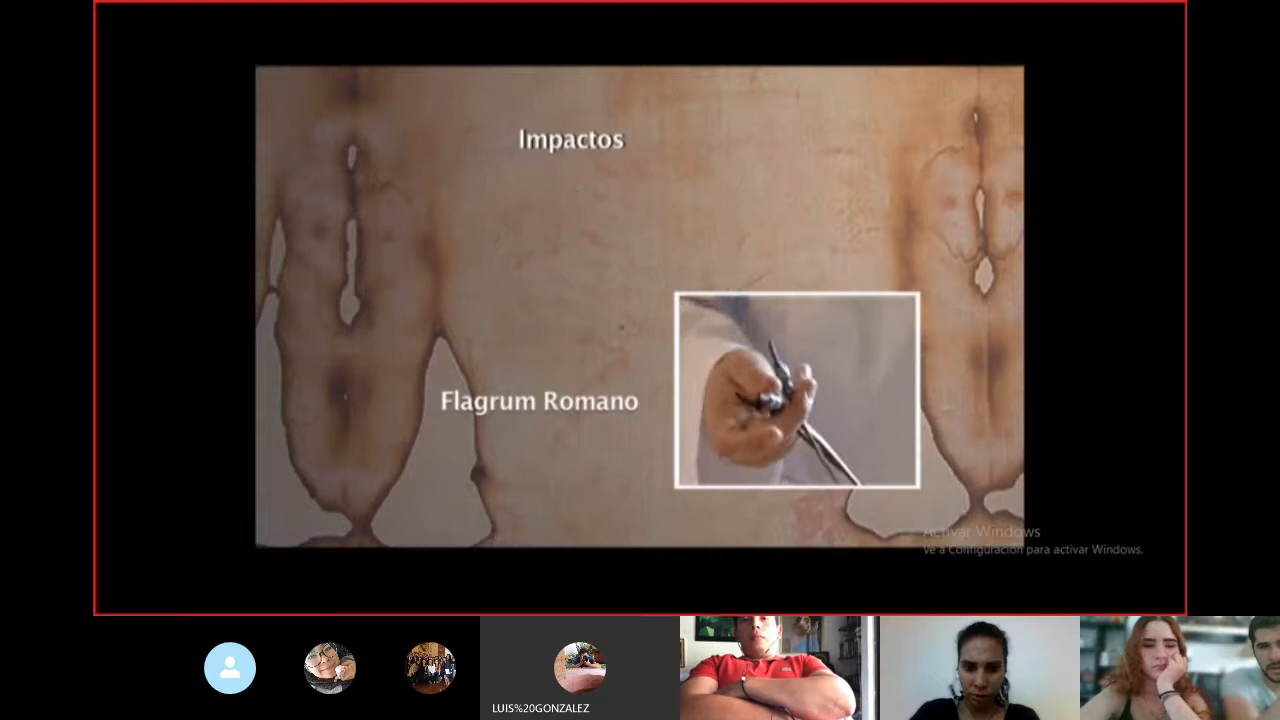 Impactos
Flagrum Romano
Activar Windows
Ve a Configuración para activar Windows.
LUIS%20GONZALEZ